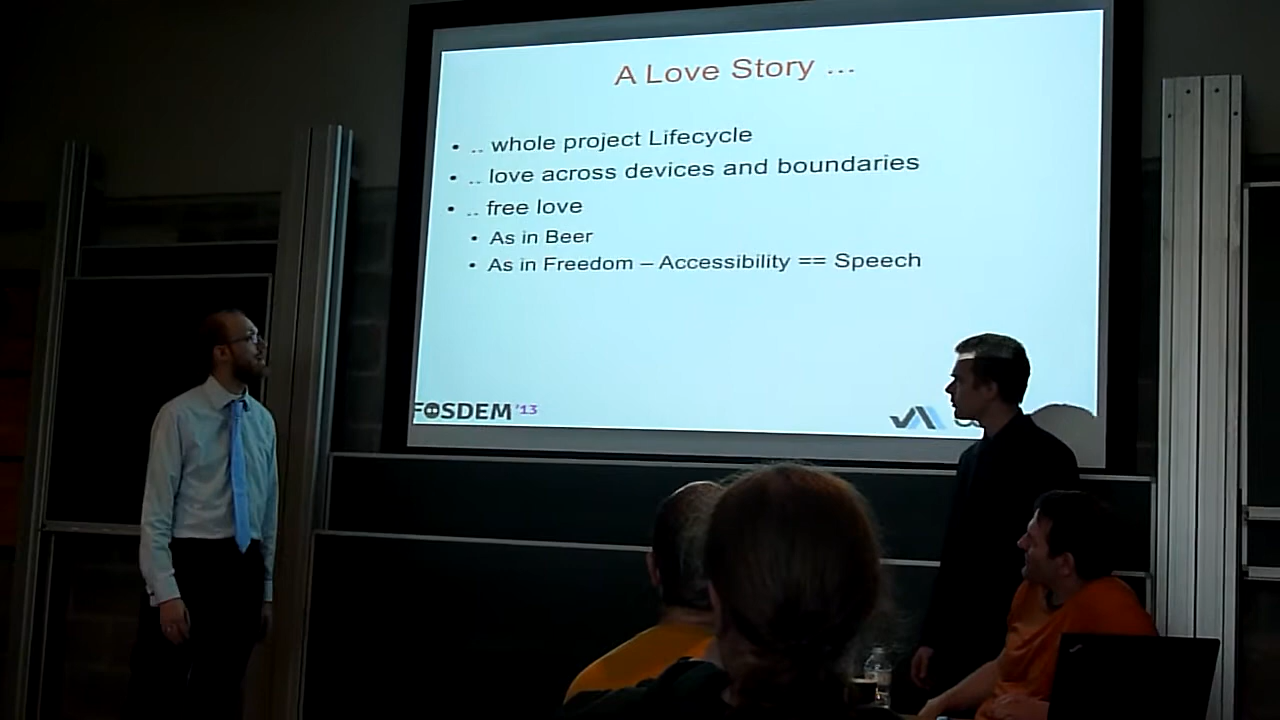 A Love Story ...
• .. whole project Lifecycle
• .. love across devices and boundaries
• .. free love
• As in Beer
• As in Freedom – Accessibility == Speech
FOSDEM '13